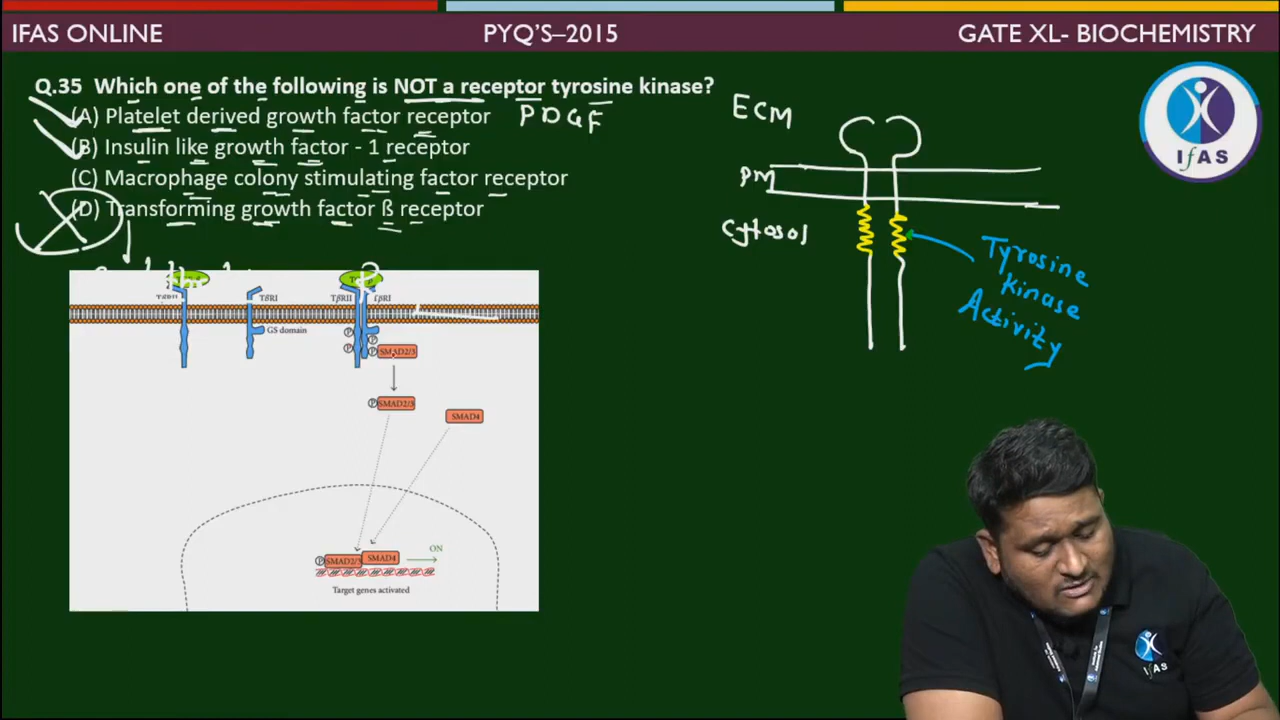 IFAS ONLINE
PYQ'S–2015
GATE XL- BIOCHEMISTRY
Q.35 Which one of the following is NOT a receptor tyrosine kinase?
(A) Platelet derived growth factor receptor
PDGF
(B) Insulin like growth factor - 1 receptor
(C) Macrophage colony stimulating factor receptor
(D) Transforming growth factor ß receptor
ECM
PM
Cytosol
Tyrosine
Kinase
Activity
IfAS
TβRII
TβRI
TβRII
TβRI
GS domain
P
P
P
P
SMAD2/3
P
SMAD2/3
SMAD4
P
SMAD2/3
SMAD4
ON
Target genes activated
IfAS